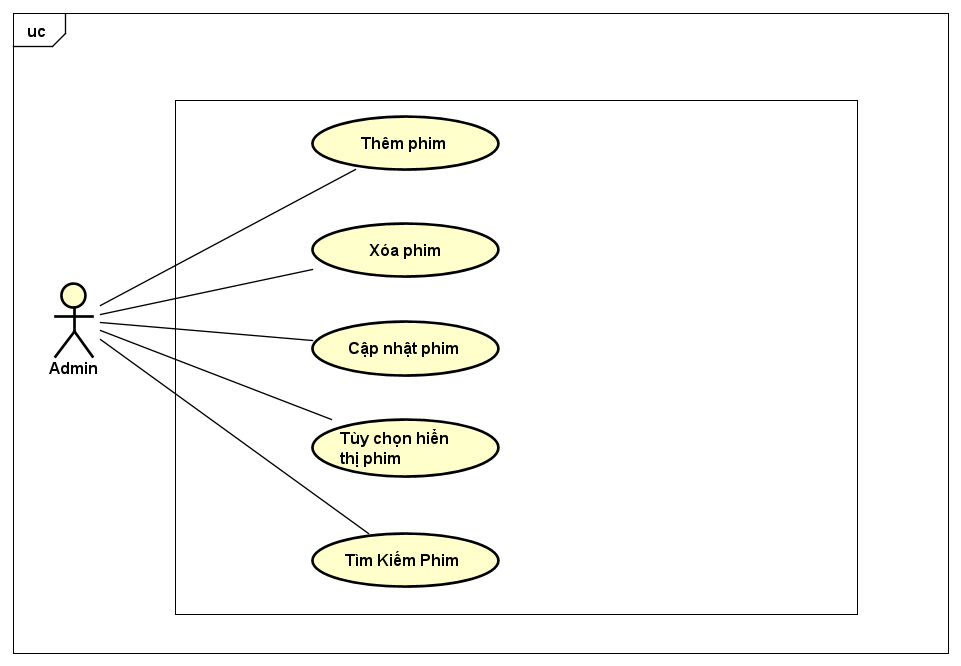 uc
Thêm phim
Xóa phim
Cập nhật phim
Admin
Tùy chọn hiển
thị phim
Tìm Kiếm Phim